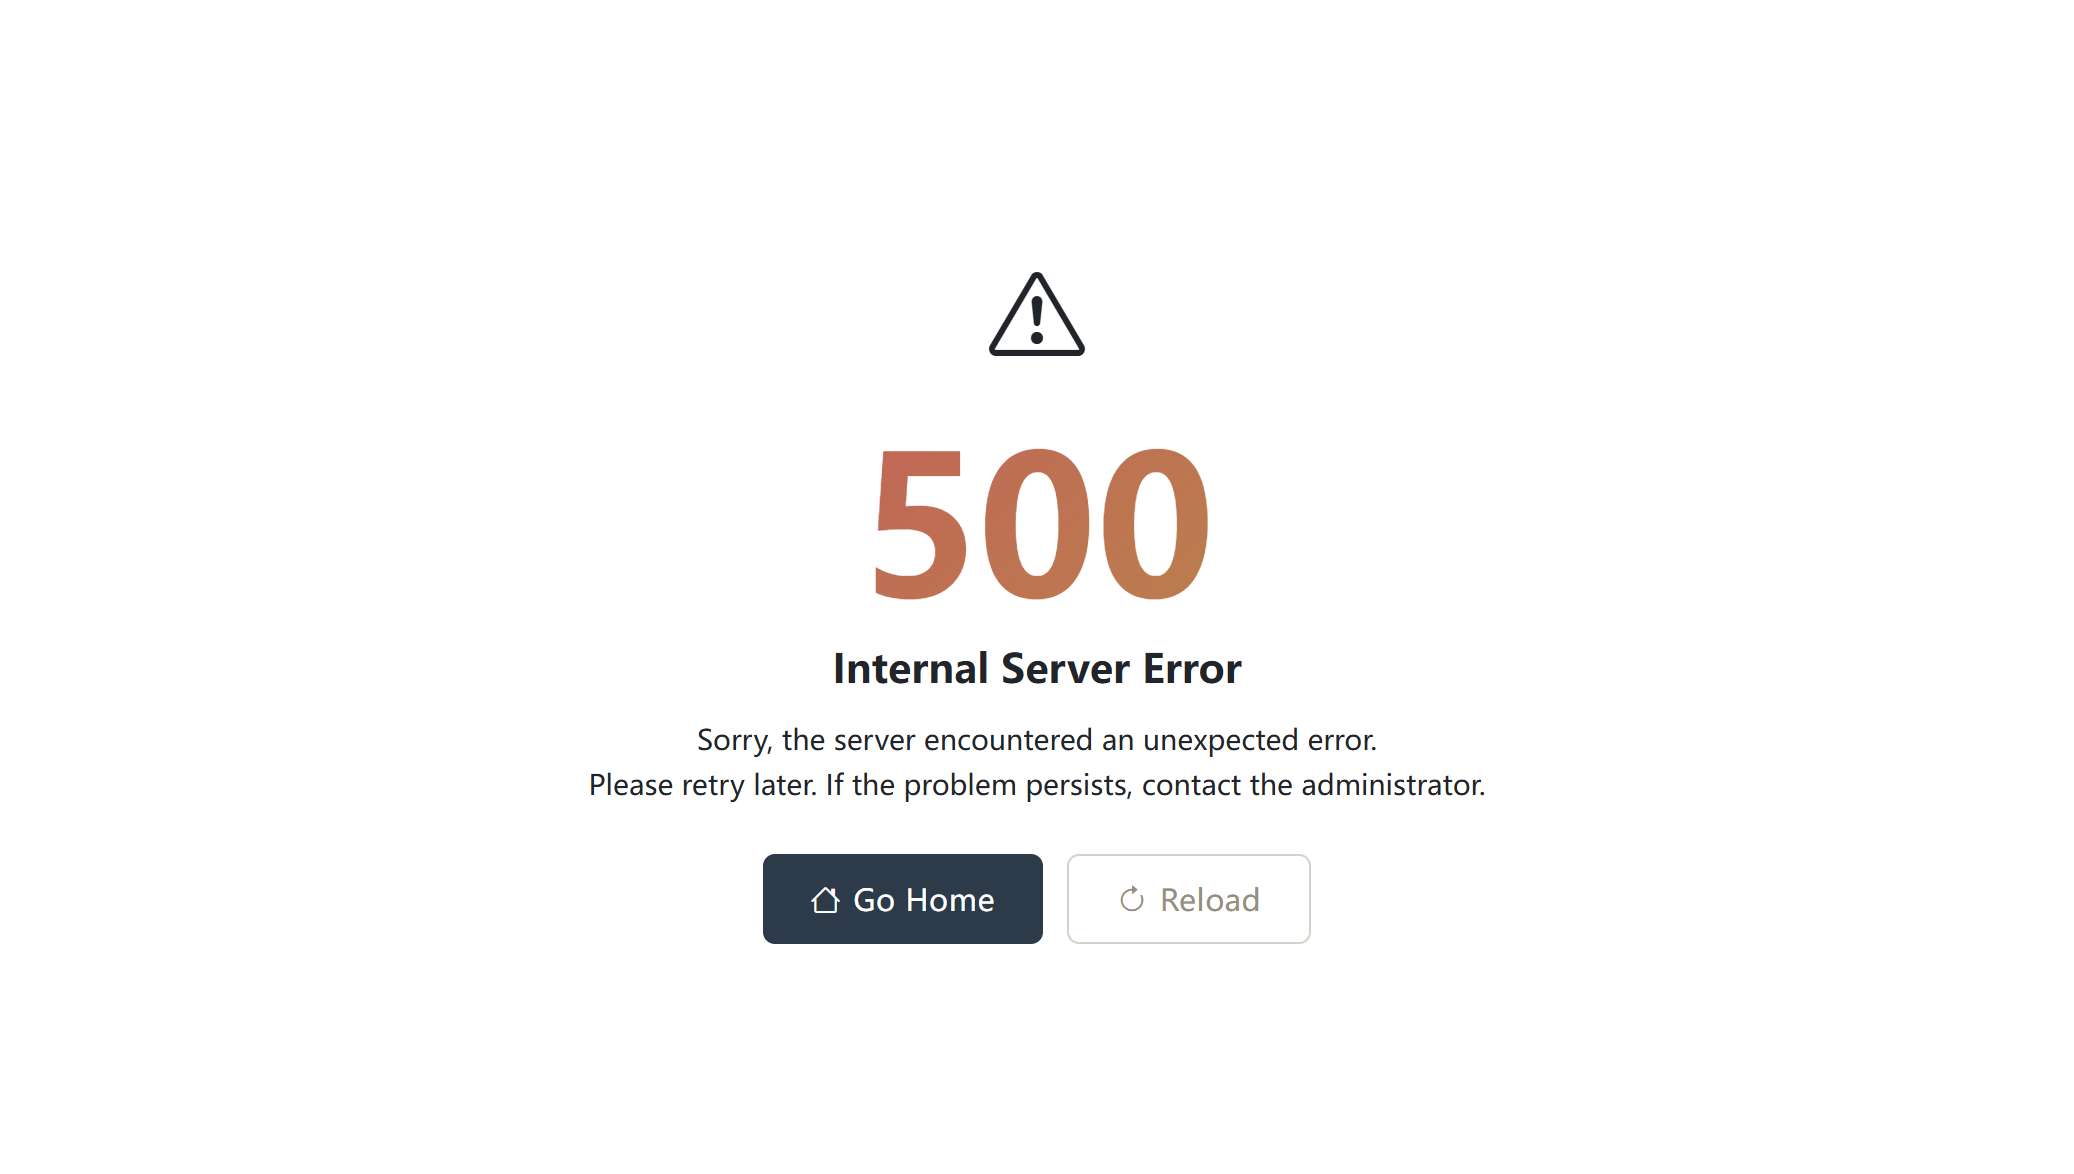 500
Internal Server Error
Sorry, the server encountered an unexpected error.
Please retry later. If the problem persists, contact the administrator.
Go Home
Reload